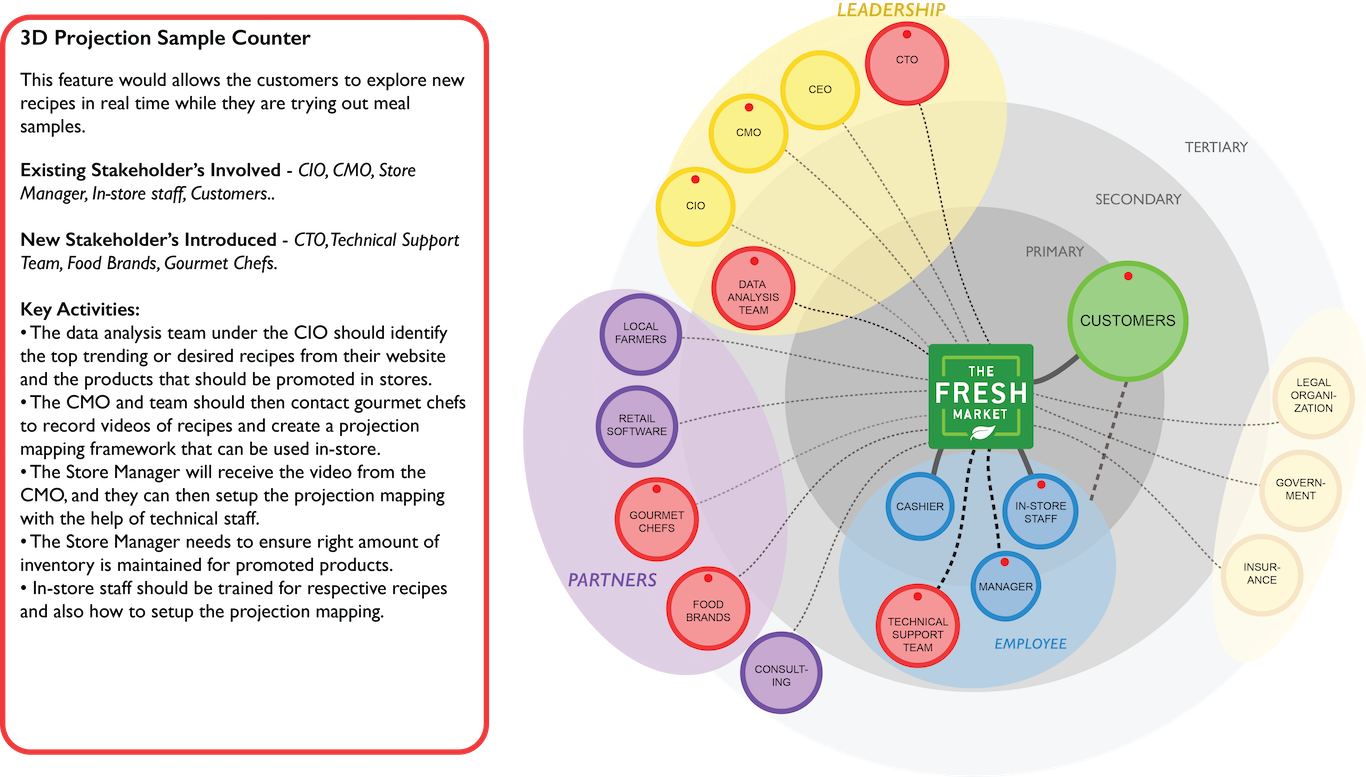 3D Projection Sample Counter
This feature would allows the customers to explore new
recipes in real time while they are trying out meal
samples.
Existing Stakeholder's Involved - CIO, CMO, Store
Manager, In-store staff, Customers..
New Stakeholder's Introduced - CTO, Technical Support
Team, Food Brands, Gourmet Chefs.
Key Activities:
• The data analysis team under the CIO should identify
the top trending or desired recipes from their website
and the products that should be promoted in stores.
• The CMO and team should then contact gourmet chefs
to record videos of recipes and create a projection
mapping framework that can be used in-store.
• The Store Manager will receive the video from the
CMO, and they can then setup the projection mapping
with the help of technical staff.
• The Store Manager needs to ensure right amount of
inventory is maintained for promoted products.
• In-store staff should be trained for respective recipes
and also how to setup the projection mapping.
LEADERSHIP
CTO
CEO
CMO
CIO
DATA
ANALYSIS
TEAM
TERTIARY
SECONDARY
PRIMARY
CUSTOMERS
LOCAL
FARMERS
RETAIL
SOFTWARE
GOURMET
CHEFS
PARTNERS
FOOD
BRANDS
CONSULT-
ING
THE
FRESH
MARKET
CASHIER
IN-STORE
STAFF
MANAGER
TECHNICAL
SUPPORT
TEAM
EMPLOYEE
LEGAL
ORGANI-
ZATION
GOVERN-
MENT
INSUR-
ANCE